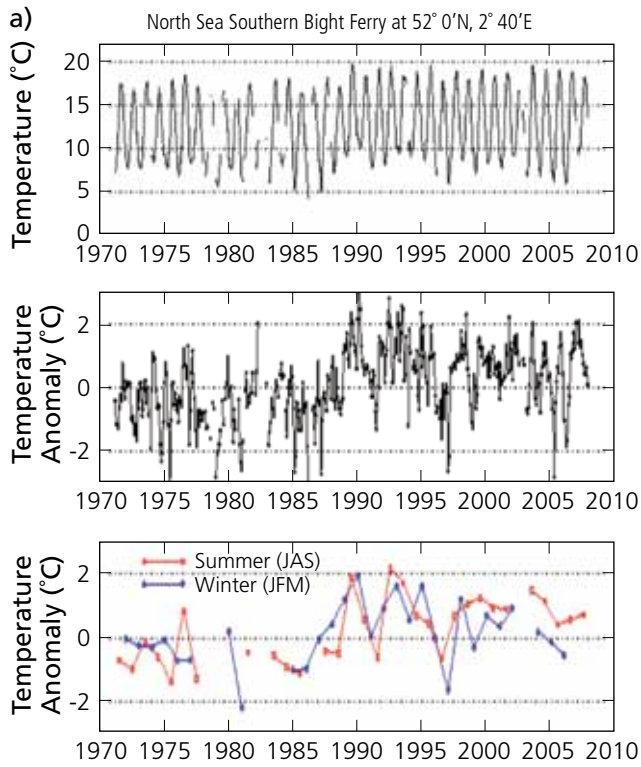 a)
North Sea Southern Bight Ferry at 52° 0'N, 2° 40'E
Temperature (˚C)
20
15
10
5
0
1970 1975 1980 1985 1990 1995 2000 2005 2010
Temperature
Anomaly (˚C)
2
0
-2
1970 1975 1980 1985 1990 1995 2000 2005 2010
Temperature
Anomaly (˚C)
Summer (JAS)
Winter (JFM)
2
0
-2
1970 1975 1980 1985 1990 1995 2000 2005 2010